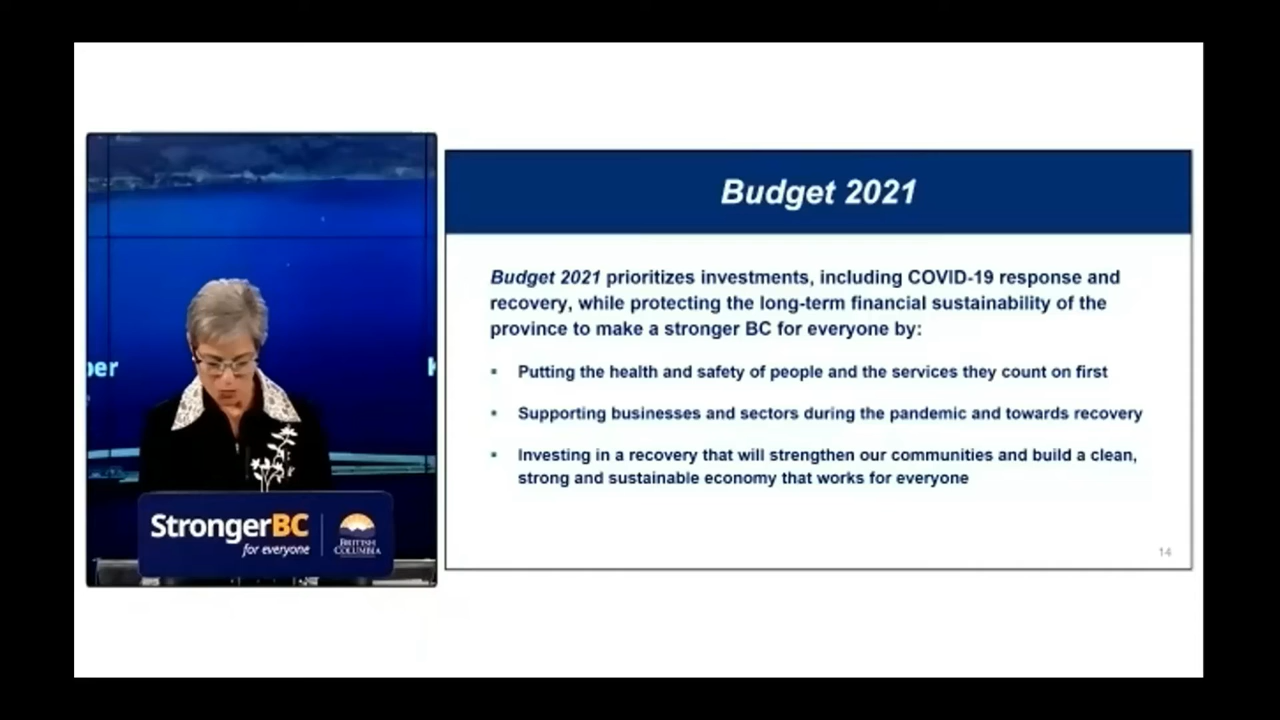 Budget 2021
Budget 2021 prioritizes investments, including COVID-19 response and
recovery, while protecting the long-term financial sustainability of the
province to make a stronger BC for everyone by:
▪ Putting the health and safety of people and the services they count on first
▪ Supporting businesses and sectors during the pandemic and towards recovery
▪ Investing in a recovery that will strengthen our communities and build a clean,
strong and sustainable economy that works for everyone
14
StrongerBC
for everyone
BRITISH
COLUMBIA